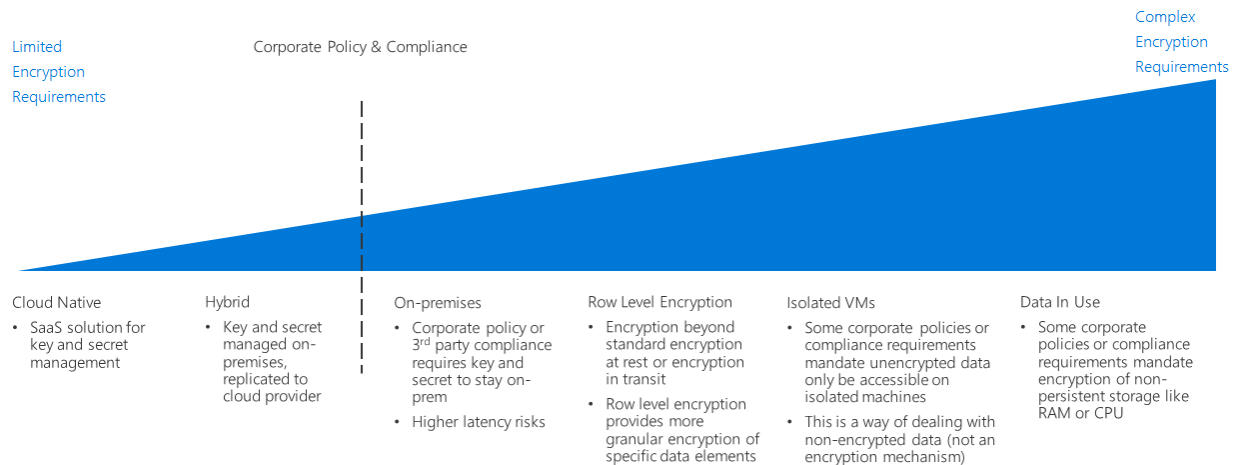 Limited
Encryption
Requirements
Corporate Policy & Compliance
Complex
Encryption
Requirements
Cloud Native
• SaaS solution for
key and secret
management
Hybrid
• Key and secret
managed on-
premises,
replicated to
cloud provider
On-premises
• Corporate policy or
3rd party compliance
requires key and
secret to stay on-
prem
• Higher latency risks
Row Level Encryption
• Encryption beyond
standard encryption
at rest or encryption
in transit
• Row level encryption
provides more
granular encryption of
specific data elements
Isolated VMs
• Some corporate policies or
compliance requirements
mandate unencrypted data
only be accessible on
isolated machines
• This is a way of dealing with
non-encrypted data (not an
encryption mechanism)
Data In Use
• Some corporate
policies or compliance
requirements mandate
encryption of non-
persistent storage like
RAM or CPU